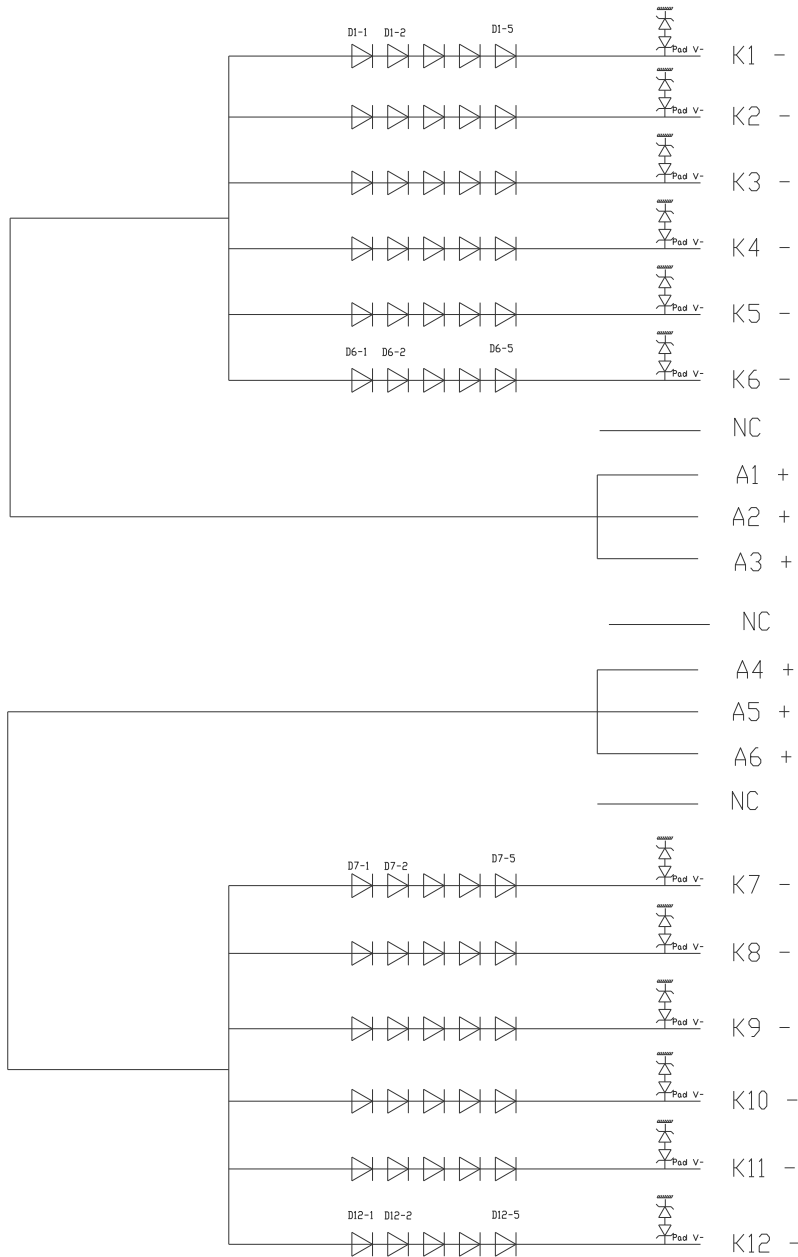 D1-1 D1-2 D1-5
Pad V- K1 -
Pad V- K2 -
Pad V- K3 -
Pad V- K4 -
Pad V- K5 -
D6-1 D6-2 D6-5
Pad V- K6 -
NC
A1 +
A2 +
A3 +
NC
A4 +
A5 +
A6 +
NC
D7-1 D7-2 D7-5
Pad V- K7 -
Pad V- K8 -
Pad V- K9 -
Pad V- K10 -
Pad V- K11 -
D12-1 D12-2 D12-5
Pad V- K12 -